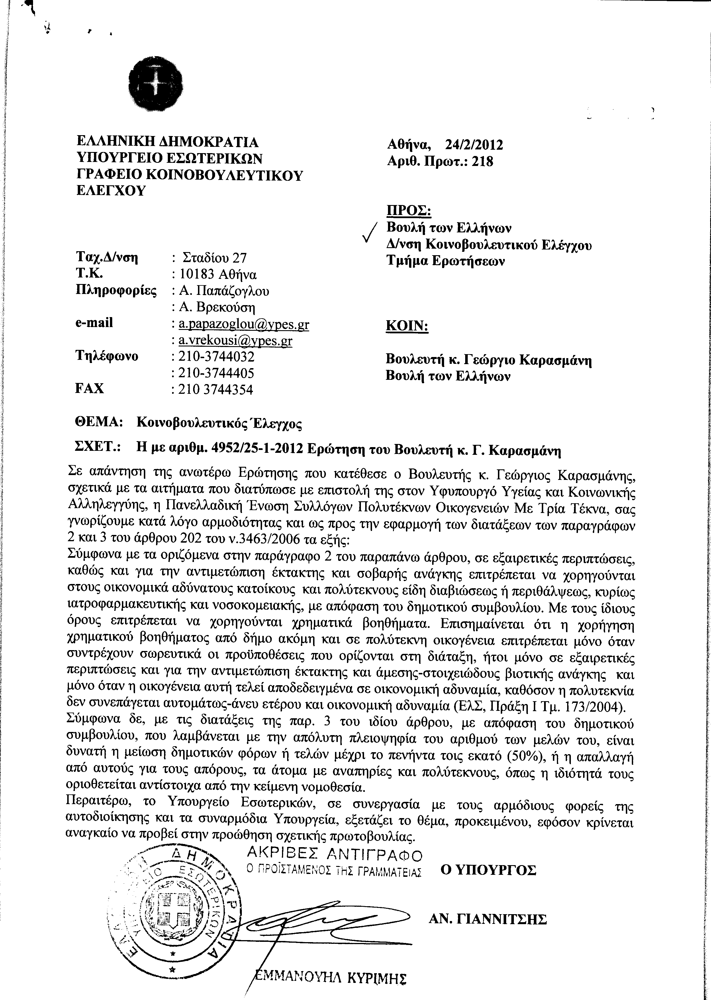 ΕΛΛΗΝΙΚΗ ΔΗΜΟΚΡΑΤΙΑ
ΥΠΟΥΡΓΕΙΟ ΕΣΩΤΕΡΙΚΩΝ
ΓΡΑΦΕΙΟ ΚΟΙΝΟΒΟΥΛΕΥΤΙΚΟΥ
ΕΛΕΓΧΟΥ
Αθήνα, 24/2/2012
Αριθ. Πρωτ.: 218
ΠΡΟΣ:
Βουλή των Ελλήνων
Δ/νση Κοινοβουλευτικού Ελέγχου
Τμήμα Ερωτήσεων
Ταχ.Δ/νση : Σταδίου 27
Τ.Κ. : 10183 Αθήνα
Πληροφορίες : Α. Παπάζογλου
: Α. Βρεκούση
e-mail : a.papazoglou@ypes.gr
: a.vrekousi@ypes.gr
Τηλέφωνο : 210-3744032
: 210-3744405
FAX : 210 3744354
ΚΟΙΝ:
Βουλευτή κ. Γεώργιο Καρασμάνη
Βουλή των Ελλήνων
ΘΕΜΑ: Κοινοβουλευτικός Έλεγχος
ΣΧΕΤ.: Η με αριθμ. 4952/25-1-2012 Ερώτηση του Βουλευτή κ. Γ. Καρασμάνη
Σε απάντηση της ανωτέρω Ερώτησης που κατέθεσε ο Βουλευτής κ. Γεώργιος Καρασμάνης,
σχετικά με τα αιτήματα που διατύπωσε με επιστολή της στον Υφυπουργό Υγείας και Κοινωνικής
Αλληλεγγύης, η Πανελλαδική Ένωση Συλλόγων Πολυτέκνων Οικογενειών Με Τρία Τέκνα, σας
γνωρίζουμε κατά λόγο αρμοδιότητας και ως προς την εφαρμογή των διατάξεων των παραγράφων
2 και 3 του άρθρου 202 του ν.3463/2006 τα εξής:
Σύμφωνα με τα οριζόμενα στην παράγραφο 2 του παραπάνω άρθρου, σε εξαιρετικές περιπτώσεις,
καθώς και για την αντιμετώπιση έκτακτης και σοβαρής ανάγκης επιτρέπεται να χορηγούνται
στους οικονομικά αδύνατους κατοίκους και πολύτεκνους είδη διαβιώσεως ή περιθάλψεως, κυρίως
ιατροφαρμακευτικής και νοσοκομειακής, με απόφαση του δημοτικού συμβουλίου. Με τους ίδιους
όρους επιτρέπεται να χορηγούνται χρηματικά βοηθήματα. Επισημαίνεται ότι η χορήγηση
χρηματικού βοηθήματος από δήμο ακόμη και σε πολύτεκνη οικογένεια επιτρέπεται μόνο όταν
συντρέχουν σωρευτικά οι προϋποθέσεις που ορίζονται στη διάταξη, ήτοι μόνο σε εξαιρετικές
περιπτώσεις και για την αντιμετώπιση έκτακτης και άμεσης-στοιχειώδους βιοτικής ανάγκης και
μόνο όταν η οικογένεια αυτή τελεί αποδεδειγμένα σε οικονομική αδυναμία, καθόσον η πολυτεκνία
δεν συνεπάγεται αυτομάτως-άνευ ετέρου και οικονομική αδυναμία (ΕλΣ, Πράξη Ι Τμ. 173/2004).
Σύμφωνα δε, με τις διατάξεις της παρ. 3 του ιδίου άρθρου, με απόφαση του δημοτικού
συμβουλίου, που λαμβάνεται με την απόλυτη πλειοψηφία του αριθμού των μελών του, είναι
δυνατή η μείωση δημοτικών φόρων ή τελών μέχρι το πενήντα τοις εκατό (50%), ή η απαλλαγή
από αυτούς για τους απόρους, τα άτομα με αναπηρίες και πολύτεκνους, όπως η ιδιότητά τους
οριοθετείται αντίστοιχα από την κείμενη νομοθεσία.
Περαιτέρω, το Υπουργείο Εσωτερικών, σε συνεργασία με τους αρμόδιους φορείς της
αυτοδιοίκησης και τα συναρμόδια Υπουργεία, εξετάζει το θέμα, προκειμένου, εφόσον κρίνεται
αναγκαίο να προβεί στην προώθηση σχετικής πρωτοβουλίας.
ΑΚΡΙΒΕΣ ΑΝΤΙΓΡΑΦΟ
Ο ΠΡΟΪΣΤΑΜΕΝΟΣ ΤΗΣ ΓΡΑΜΜΑΤΕΙΑΣ
Ο ΥΠΟΥΡΓΟΣ
ΔΗΜΟΚΡΑΤΙΑ
ΕΣΩΤΕΡΙΚΩΝ
ΑΝ. ΓΙΑΝΝΙΤΣΗΣ
ΕΜΜΑΝΟΥΗΛ ΚΥΡΙΜΗΣ